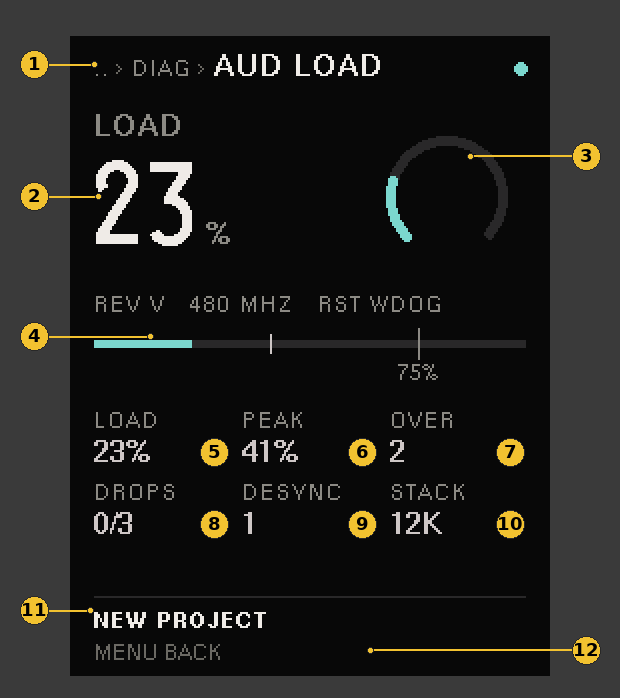 1 .. > DIAG > AUD LOAD
LOAD
3
2 23 %
REV V 480 MHZ RST WDOG
4
75%
LOAD PEAK OVER
23% 5 41% 6 2 7
DROPS DESYNC STACK
0/3 8 1 9 12K 10
11 NEW PROJECT
MENU BACK 12